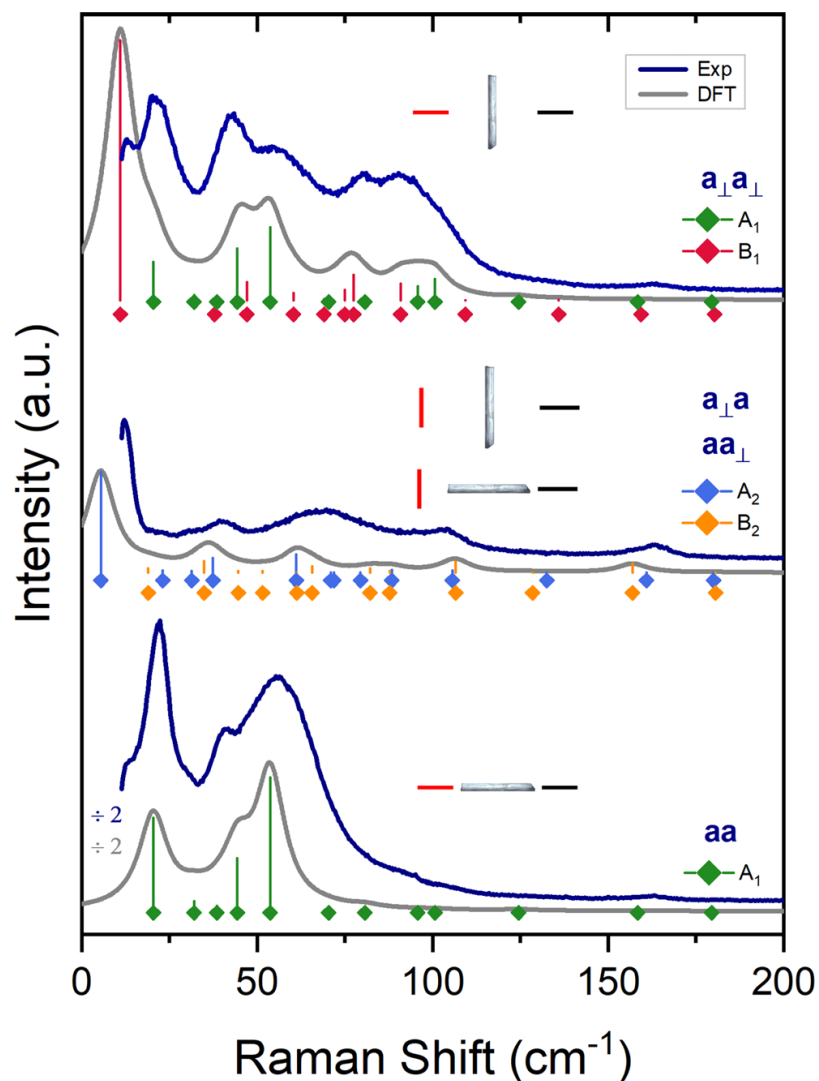 Exp
DFT
a⊥a⊥
A₁
B₁
a⊥a
aa⊥
A₂
B₂
÷ 2
÷ 2
aa
A₁
0 50 100 150 200
Raman Shift (cm⁻¹)
Intensity (a.u.)